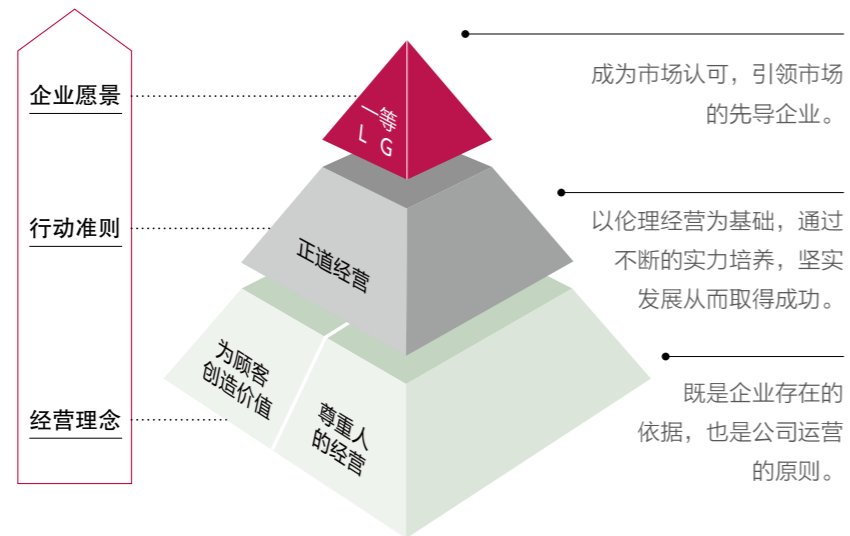 企业愿景
一等
L G
成为市场认可，引领市场
的先导企业。
行动准则
正道经营
以伦理经营为基础，通过
不断的实力培养，坚实
发展从而取得成功。
经营理念
为顾客
创造价值
尊重人
的经营
既是企业存在的
依据，也是公司运营
的原则。